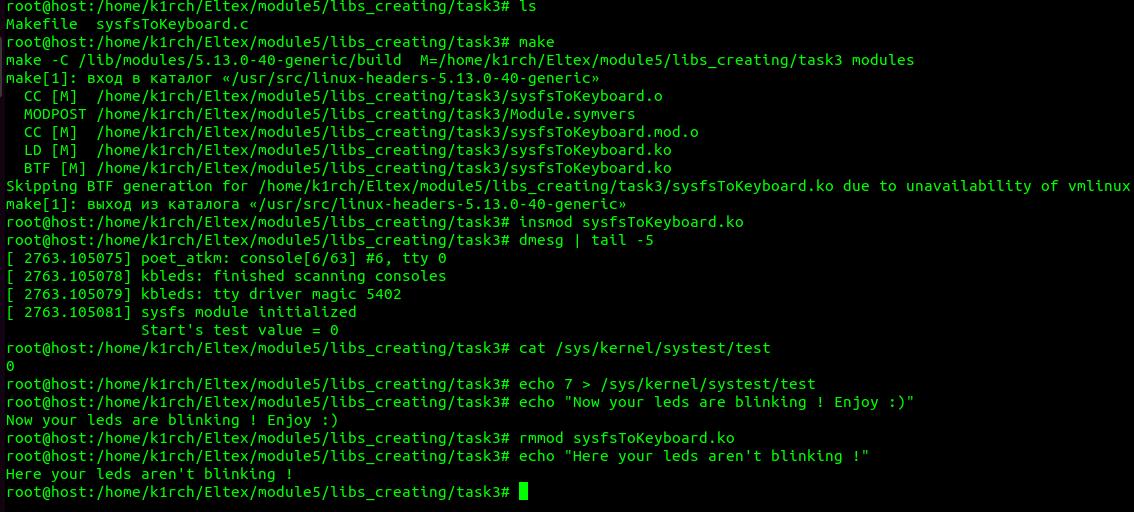 root@host:/home/k1rch/Eltex/module5/libs_creating/task3# ls
Makefile  sysfsToKeyboard.c
root@host:/home/k1rch/Eltex/module5/libs_creating/task3# make
make -C /lib/modules/5.13.0-40-generic/build  M=/home/k1rch/Eltex/module5/libs_creating/task3 modules
make[1]: вход в каталог «/usr/src/linux-headers-5.13.0-40-generic»
  CC [M]  /home/k1rch/Eltex/module5/libs_creating/task3/sysfsToKeyboard.o
  MODPOST /home/k1rch/Eltex/module5/libs_creating/task3/Module.symvers
  CC [M]  /home/k1rch/Eltex/module5/libs_creating/task3/sysfsToKeyboard.mod.o
  LD [M]  /home/k1rch/Eltex/module5/libs_creating/task3/sysfsToKeyboard.ko
  BTF [M] /home/k1rch/Eltex/module5/libs_creating/task3/sysfsToKeyboard.ko
Skipping BTF generation for /home/k1rch/Eltex/module5/libs_creating/task3/sysfsToKeyboard.ko due to unavailability of vmlinux
make[1]: выход из каталога «/usr/src/linux-headers-5.13.0-40-generic»
root@host:/home/k1rch/Eltex/module5/libs_creating/task3# insmod sysfsToKeyboard.ko
root@host:/home/k1rch/Eltex/module5/libs_creating/task3# dmesg | tail -5
[ 2763.105075] poet_atkm: console[6/63] #6, tty 0
[ 2763.105078] kbleds: finished scanning consoles
[ 2763.105079] kbleds: tty driver magic 5402
[ 2763.105081] sysfs module initialized
               Start's test value = 0
root@host:/home/k1rch/Eltex/module5/libs_creating/task3# cat /sys/kernel/systest/test
0
root@host:/home/k1rch/Eltex/module5/libs_creating/task3# echo 7 > /sys/kernel/systest/test
root@host:/home/k1rch/Eltex/module5/libs_creating/task3# echo "Now your leds are blinking ! Enjoy :)"
Now your leds are blinking ! Enjoy :)
root@host:/home/k1rch/Eltex/module5/libs_creating/task3# rmmod sysfsToKeyboard.ko
root@host:/home/k1rch/Eltex/module5/libs_creating/task3# echo "Here your leds aren't blinking !"
Here your leds aren't blinking !
root@host:/home/k1rch/Eltex/module5/libs_creating/task3#